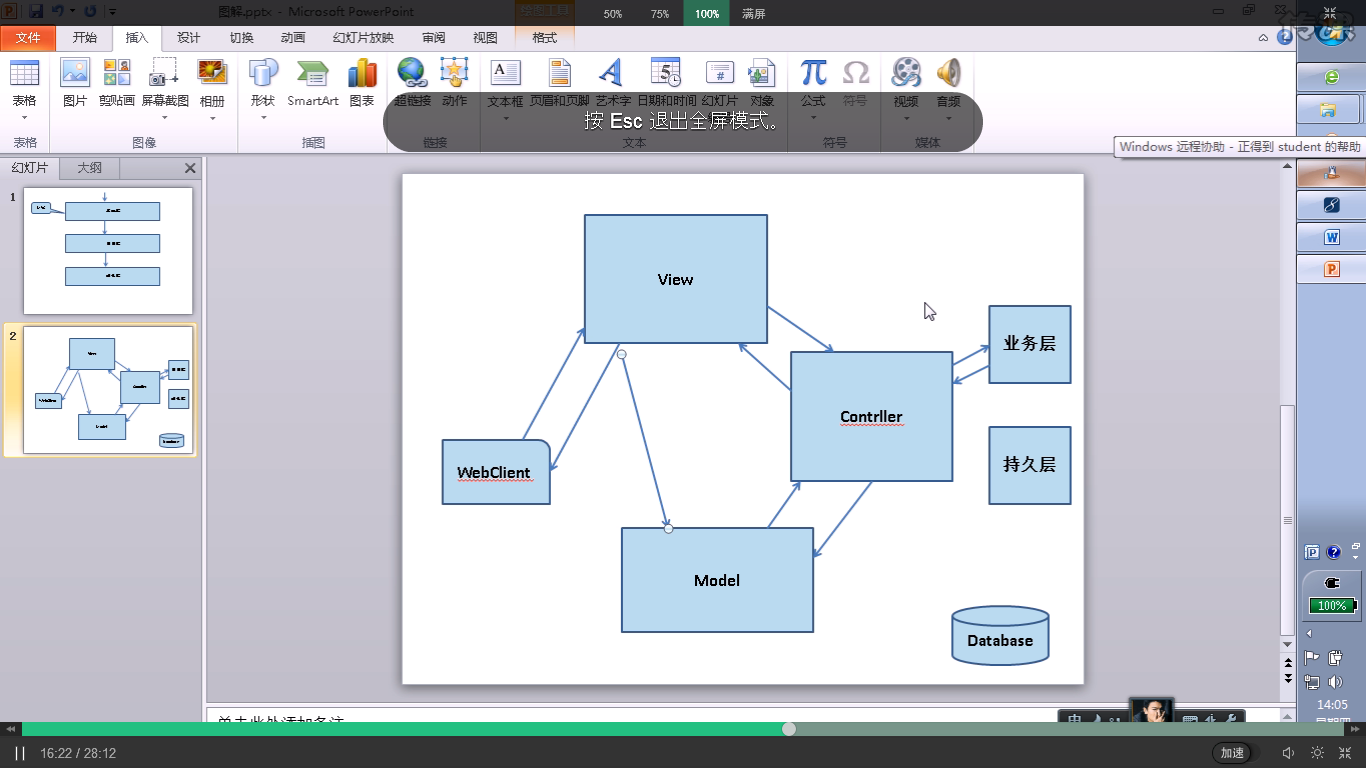 图解.pptx - Microsoft PowerPoint
绘图工具
50% 75% 100% 满屏
文件 开始 插入 设计 切换 动画 幻灯片放映 审阅 视图 格式
表格 图片 剪贴画 屏幕截图 相册 形状 SmartArt 图表 超链接 动作 文本框 页眉和页脚 艺术字 日期和时间 幻灯片 对象 公式 符号 视频 音频
#
按 Esc 退出全屏模式。
表格 图像 插图 链接 文本 符号 媒体
Windows 远程协助 - 正得到 student 的帮助
幻灯片 大纲
1
2
View
业务层
Contrller
持久层
WebClient
Model
Database
100%
14:05
单击此处添加备注
中
16:22 / 28:12
加速